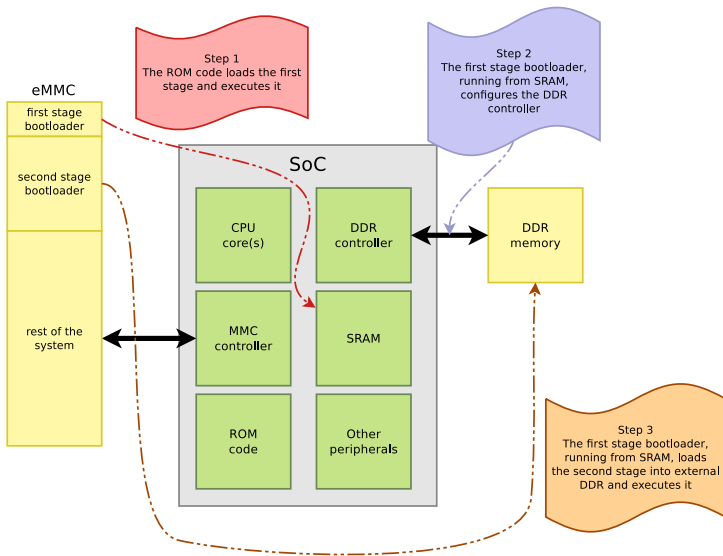 Step 1
The ROM code loads the first
stage and executes it
Step 2
The first stage bootloader,
running from SRAM,
configures the DDR
controller
eMMC
first stage
bootloader
second stage
bootloader
rest of the
system
SoC
CPU
core(s)
DDR
controller
MMC
controller
SRAM
ROM
code
Other
peripherals
DDR
memory
Step 3
The first stage bootloader,
running from SRAM, loads
the second stage into external
DDR and executes it